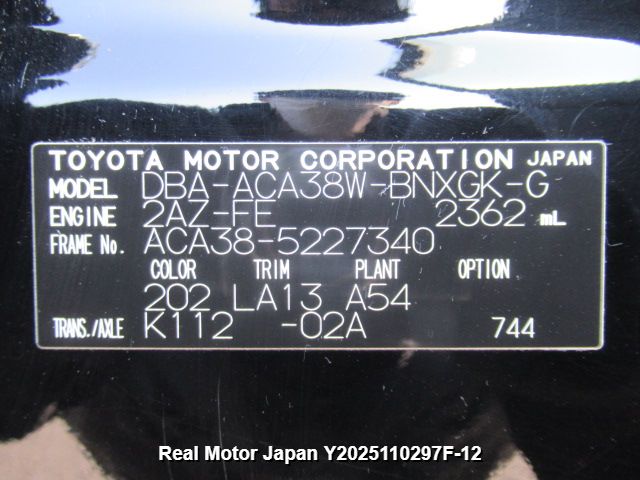 TOYOTA MOTOR CORPORATION JAPAN
MODEL DBA-ACA38W-BNXGK-G
ENGINE 2AZ-FE 2362 mL
FRAME No. ACA38-5227340
COLOR TRIM PLANT OPTION
202 LA13 A54
TRANS./AXLE K112 -02A 744
Real Motor Japan Y2025110297F-12